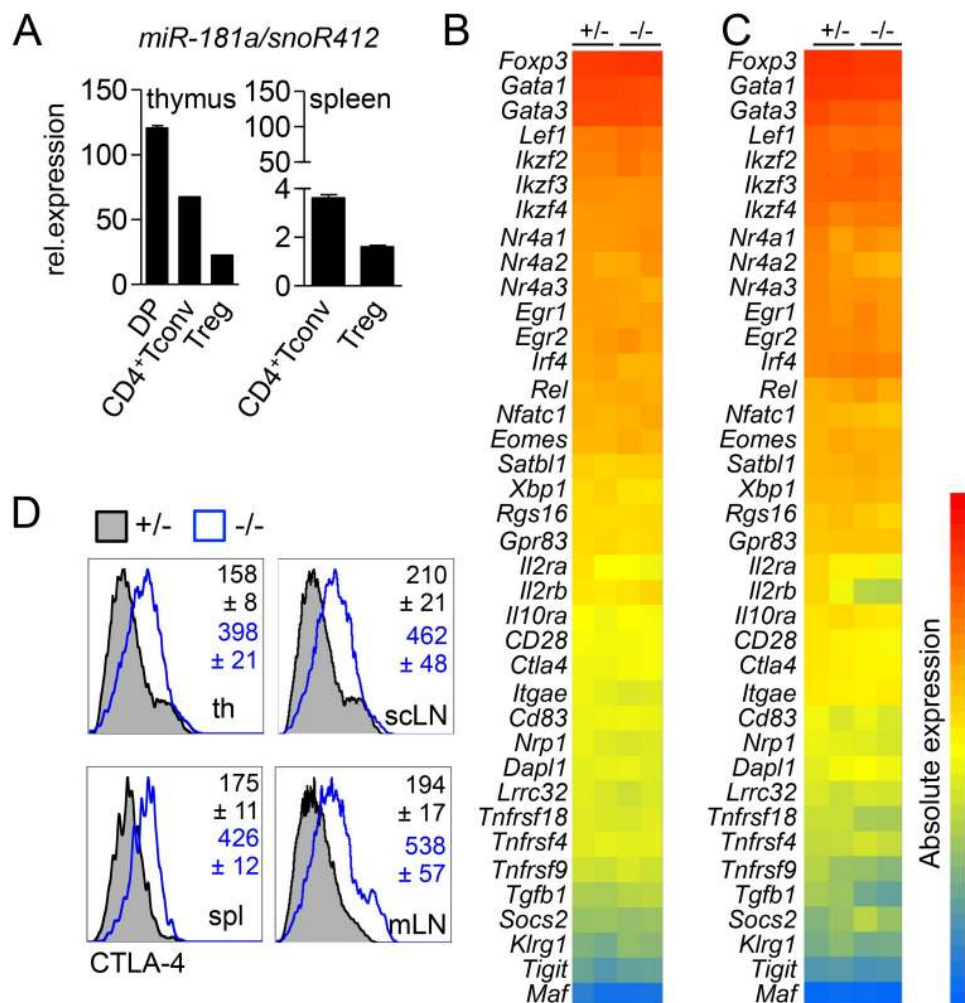 A
miR-181a/snoR412
thymus
spleen
rel.expression
150
100
50
0
150
100
50
4
2
0
DP
CD4+Tconv
Treg
CD4+Tconv
Treg
B
+/- -/-
Foxp3
Gata1
Gata3
Lef1
Ikzf2
Ikzf3
Ikzf4
Nr4a1
Nr4a2
Nr4a3
Egr1
Egr2
Irf4
Rel
Nfatc1
Eomes
Satbl1
Xbp1
Rgs16
Gpr83
Il2ra
Il2rb
Il10ra
CD28
Ctla4
Itgae
Cd83
Nrp1
Dapl1
Lrrc32
Tnfrsf18
Tnfrsf4
Tnfrsf9
Tgfb1
Socs2
Klrg1
Tigit
Maf
C
+/- -/-
Foxp3
Gata1
Gata3
Lef1
Ikzf2
Ikzf3
Ikzf4
Nr4a1
Nr4a2
Nr4a3
Egr1
Egr2
Irf4
Rel
Nfatc1
Eomes
Satbl1
Xbp1
Rgs16
Gpr83
Il2ra
Il2rb
Il10ra
CD28
Ctla4
Itgae
Cd83
Nrp1
Dapl1
Lrrc32
Tnfrsf18
Tnfrsf4
Tnfrsf9
Tgfb1
Socs2
Klrg1
Tigit
Maf
Absolute expression
D
+/- -/-
158
± 8
398
± 21
th
210
± 21
462
± 48
scLN
175
± 11
426
± 12
spl
194
± 17
538
± 57
mLN
CTLA-4